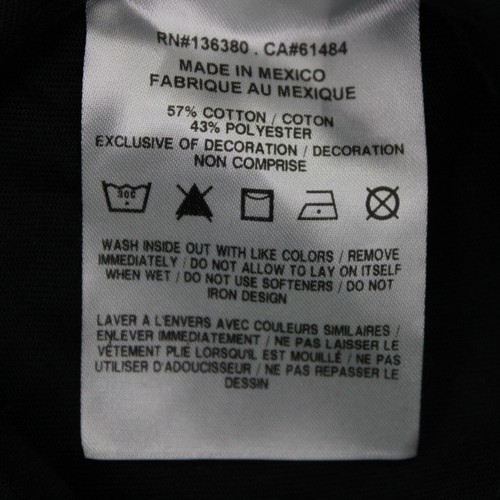 RN#136380 . CA#61484
MADE IN MEXICO
FABRIQUE AU MEXIQUE
57% COTTON / COTON
43% POLYESTER
EXCLUSIVE OF DECORATION / DECORATION
NON COMPRISE
30C
WASH INSIDE OUT WITH LIKE COLORS / REMOVE
IMMEDIATELY / DO NOT ALLOW TO LAY ON ITSELF
WHEN WET / DO NOT USE SOFTENERS / DO NOT
IRON DESIGN
LAVER A L'ENVERS AVEC COULEURS SIMILAIRES /
ENLEVER IMMEDIATEMENT / NE PAS LAISSER LE
VÊTEMENT PLIE LORSQU'IL EST MOUILLÉ / NE PAS
UTILISER D'ADOUCISSEUR / NE PAS REPASSER LE
DESSIN